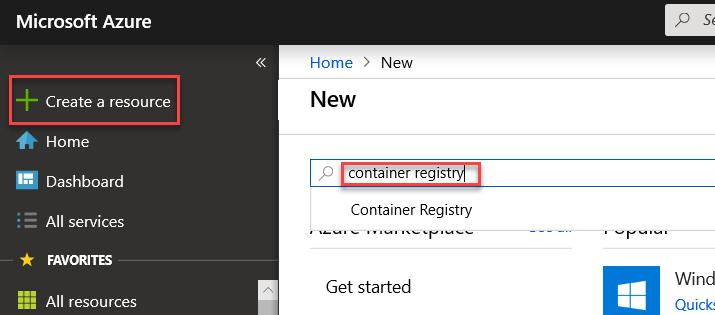 Microsoft Azure
Create a resource
Home
Dashboard
All services
FAVORITES
All resources
Home > New
New
container registry
Container Registry
Azure Marketplace
Popular
Get started
Wind
Quicks